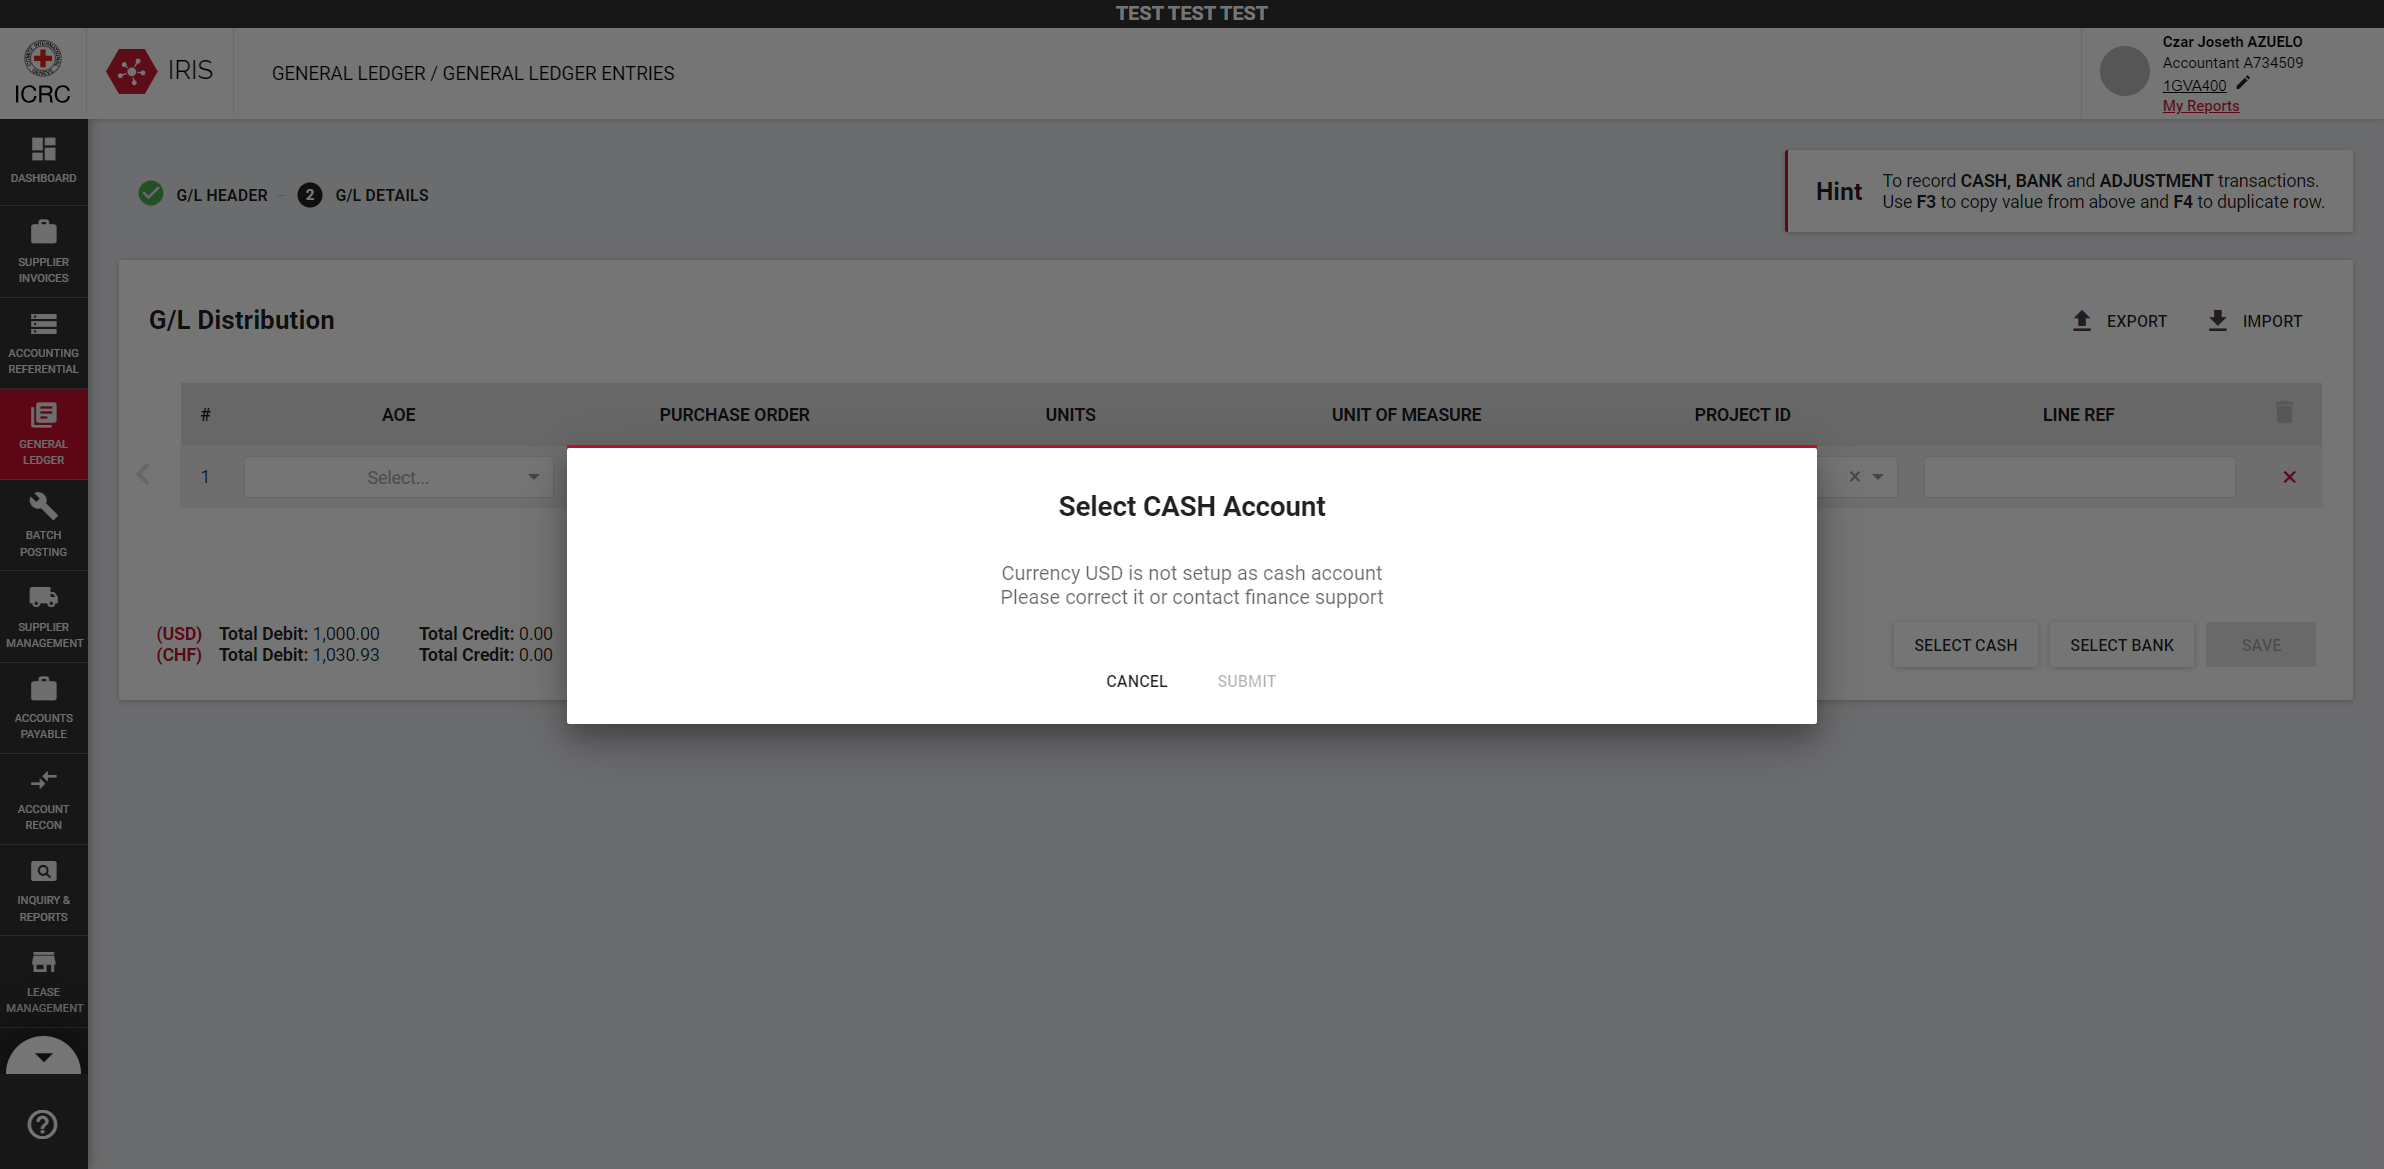 TEST TEST TEST
ICRC
IRIS
GENERAL LEDGER / GENERAL LEDGER ENTRIES
Czar Joseth AZUELO
Accountant A734509
1GVA400
My Reports
DASHBOARD
SUPPLIER
INVOICES
ACCOUNTING
REFERENTIAL
GENERAL
LEDGER
BATCH
POSTING
SUPPLIER
MANAGEMENT
ACCOUNTS
PAYABLE
ACCOUNT
RECON
INQUIRY &
REPORTS
LEASE
MANAGEMENT
G/L HEADER
2 G/L DETAILS
Hint
To record CASH, BANK and ADJUSTMENT transactions.
Use F3 to copy value from above and F4 to duplicate row.
G/L Distribution
EXPORT
IMPORT
# AOE PURCHASE ORDER UNITS UNIT OF MEASURE PROJECT ID LINE REF
1 Select...
Select CASH Account
Currency USD is not setup as cash account
Please correct it or contact finance support
CANCEL SUBMIT
(USD) Total Debit: 1,000.00 Total Credit: 0.00
(CHF) Total Debit: 1,030.93 Total Credit: 0.00
SELECT CASH SELECT BANK SAVE